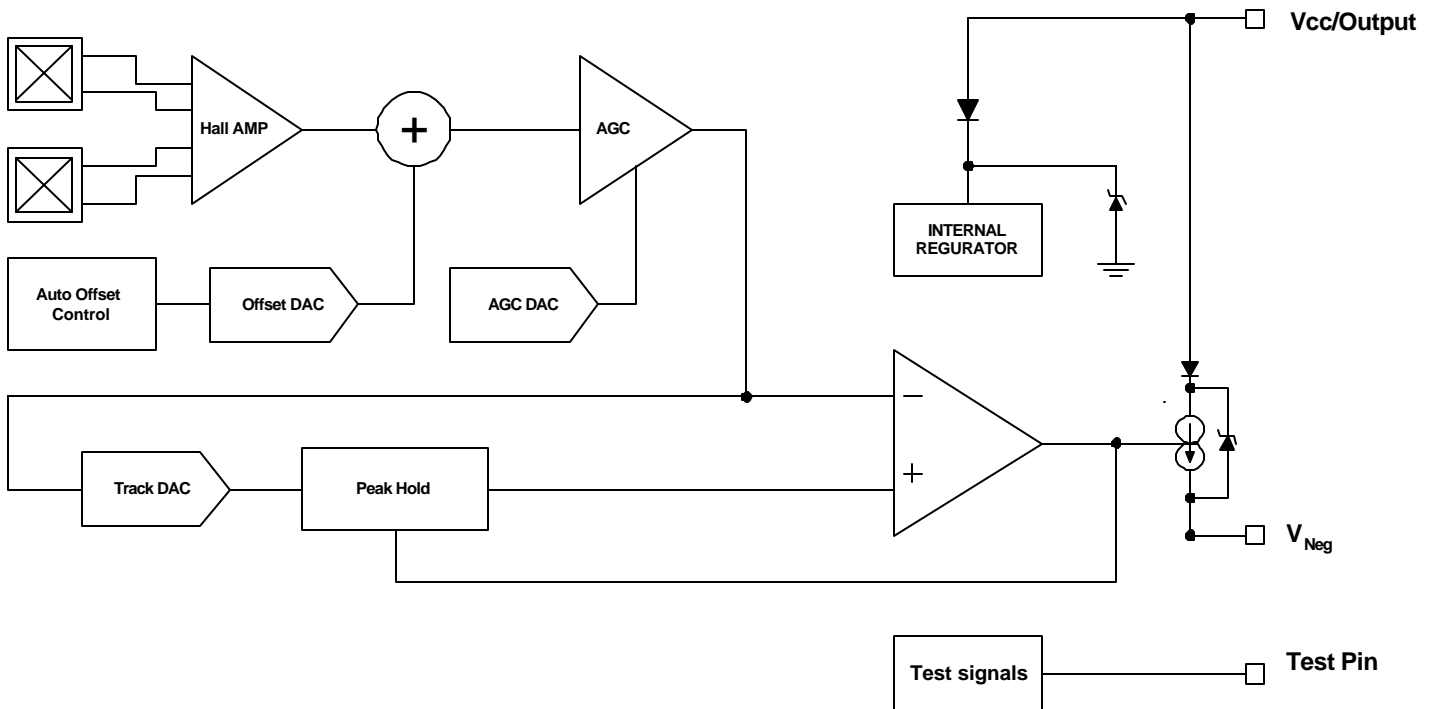 Vcc/Output
Hall AMP
+
AGC
INTERNAL
REGURATOR
Auto Offset
Control
Offset DAC
AGC DAC
−
+
Track DAC
Peak Hold
VNeg
Test signals
Test Pin